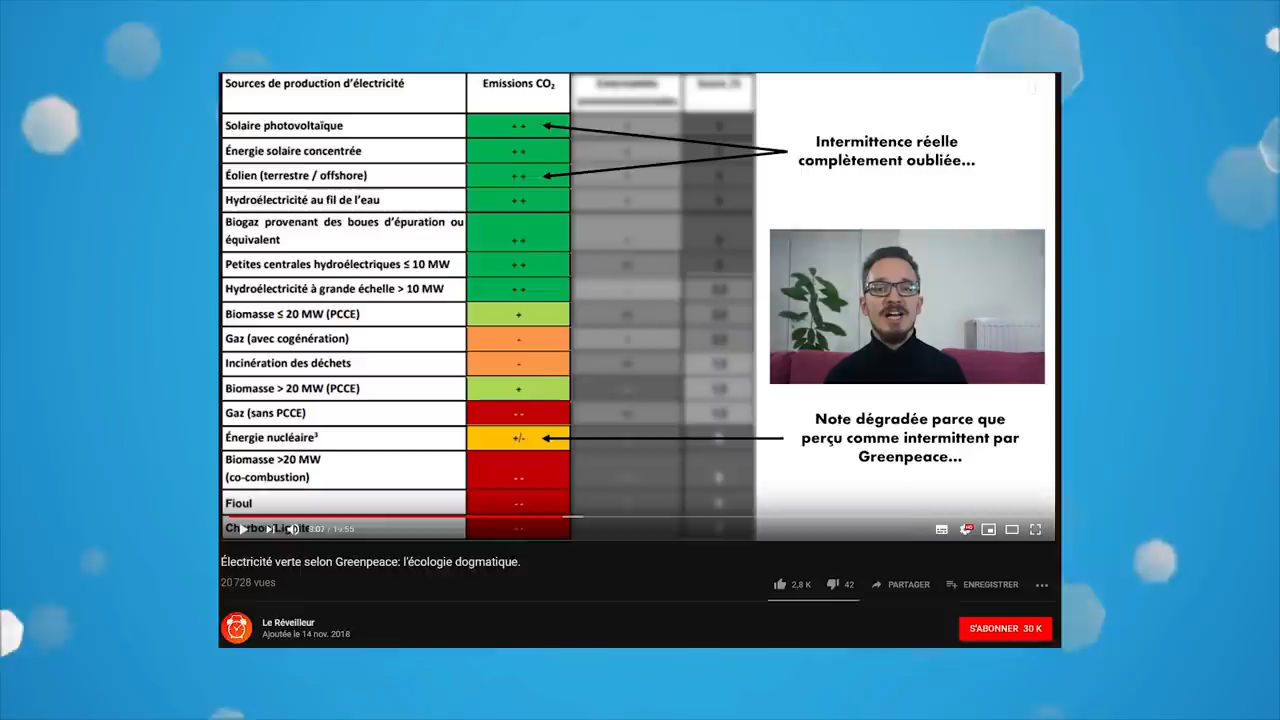 Sources de production d'électricité
Emissions CO₂
Solaire photovoltaïque
++
Énergie solaire concentrée
++
Éolien (terrestre / offshore)
++
Hydroélectricité au fil de l'eau
++
Biogaz provenant des boues d'épuration ou
équivalent
++
Petites centrales hydroélectriques ≤ 10 MW
++
Hydroélectricité à grande échelle > 10 MW
++
Biomasse ≤ 20 MW (PCCE)
+
Gaz (avec cogénération)
-
Incinération des déchets
-
Biomasse > 20 MW (PCCE)
+
Gaz (sans PCCE)
--
Énergie nucléaire³
+/-
Biomasse >20 MW
(co-combustion)
--
Fioul
--
--
Intermittence réelle
complètement oubliée...
Note dégradée parce que
perçu comme intermittent par
Greenpeace...
HD
Électricité verte selon Greenpeace: l'écologie dogmatique.
20 728 vues
2,8 K
42
PARTAGER
ENREGISTRER
Le Réveilleur
Ajoutée le 14 nov. 2018
S'ABONNER 30 K